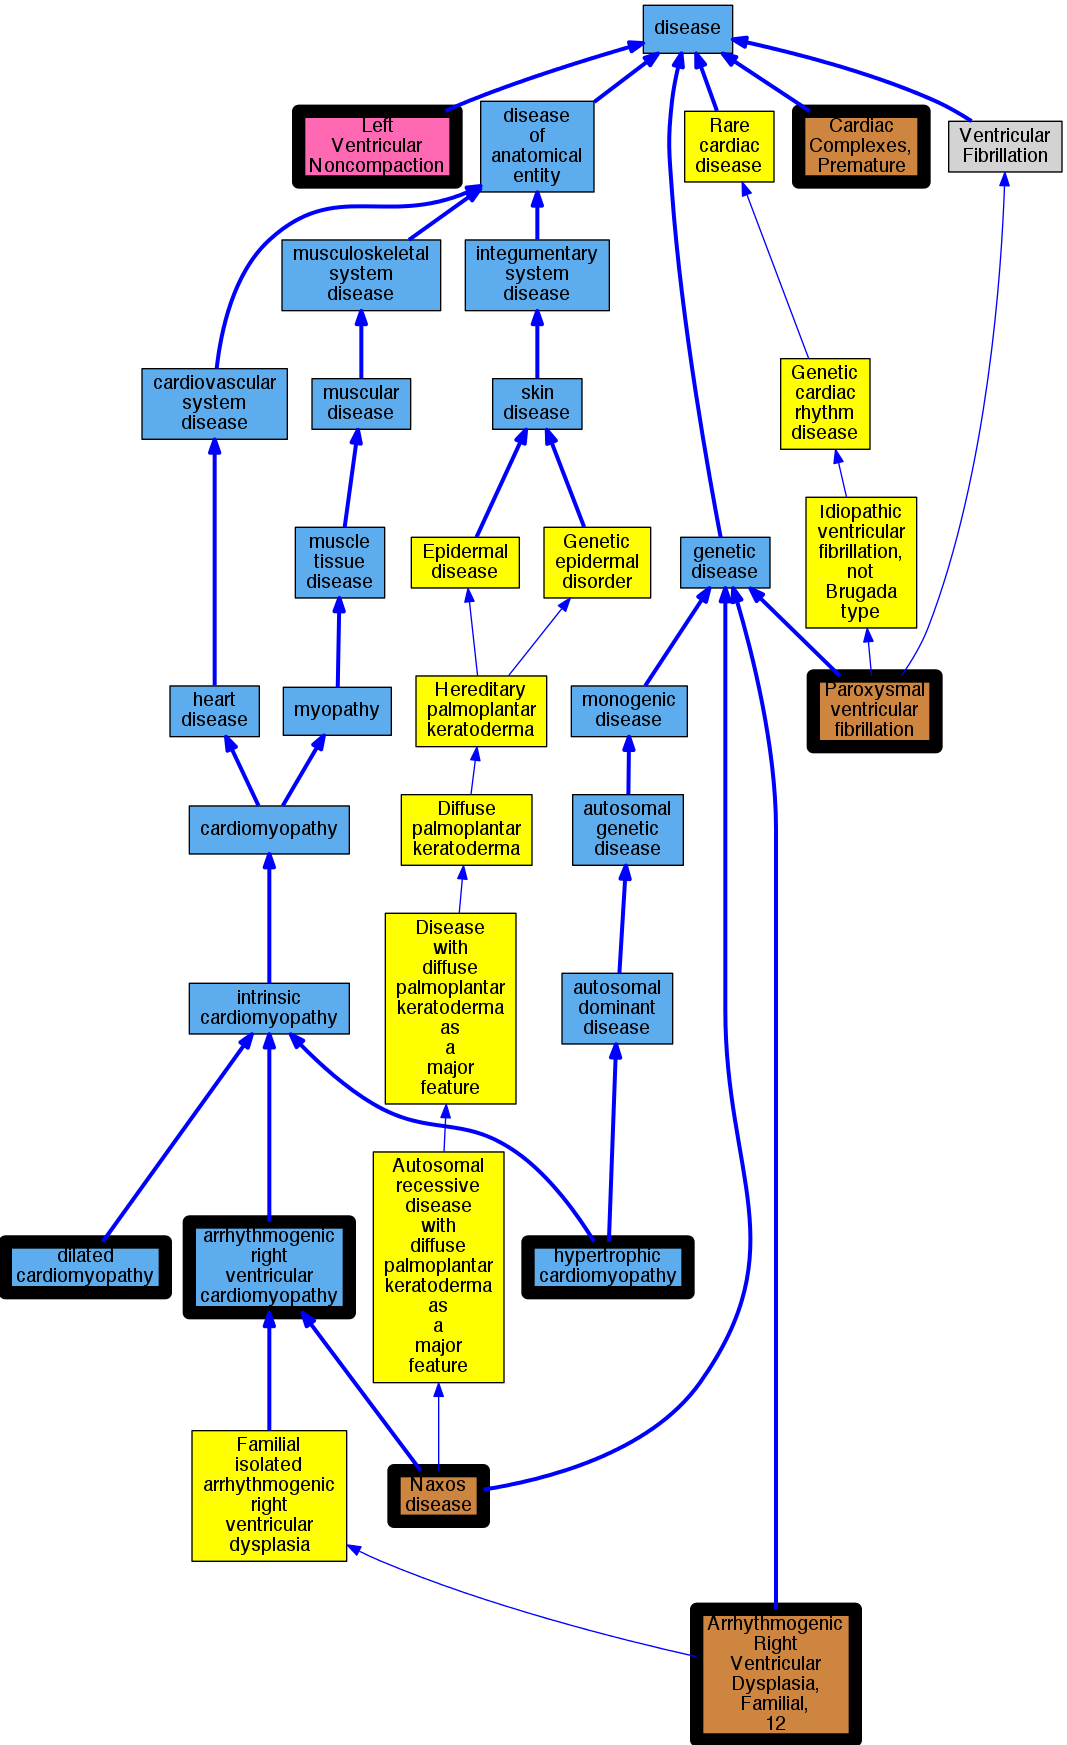 disease
Left
Ventricular
Noncompaction
disease
of
anatomical
entity
Rare
cardiac
disease
Cardiac
Complexes,
Premature
Ventricular
Fibrillation
musculoskeletal
system
disease
integumentary
system
disease
cardiovascular
system
disease
muscular
disease
skin
disease
Genetic
cardiac
rhythm
disease
muscle
tissue
disease
Epidermal
disease
Genetic
epidermal
disorder
genetic
disease
Idiopathic
ventricular
fibrillation,
not
Brugada
type
heart
disease
myopathy
Hereditary
palmoplantar
keratoderma
monogenic
disease
Paroxysmal
ventricular
fibrillation
cardiomyopathy
Diffuse
palmoplantar
keratoderma
autosomal
genetic
disease
intrinsic
cardiomyopathy
Disease
with
diffuse
palmoplantar
keratoderma
as
a
major
feature
autosomal
dominant
disease
dilated
cardiomyopathy
arrhythmogenic
right
ventricular
cardiomyopathy
Autosomal
recessive
disease
with
diffuse
palmoplantar
keratoderma
as
a
major
feature
hypertrophic
cardiomyopathy
Familial
isolated
arrhythmogenic
right
ventricular
dysplasia
Naxos
disease
Arrhythmogenic
Right
Ventricular
Dysplasia,
Familial,
12